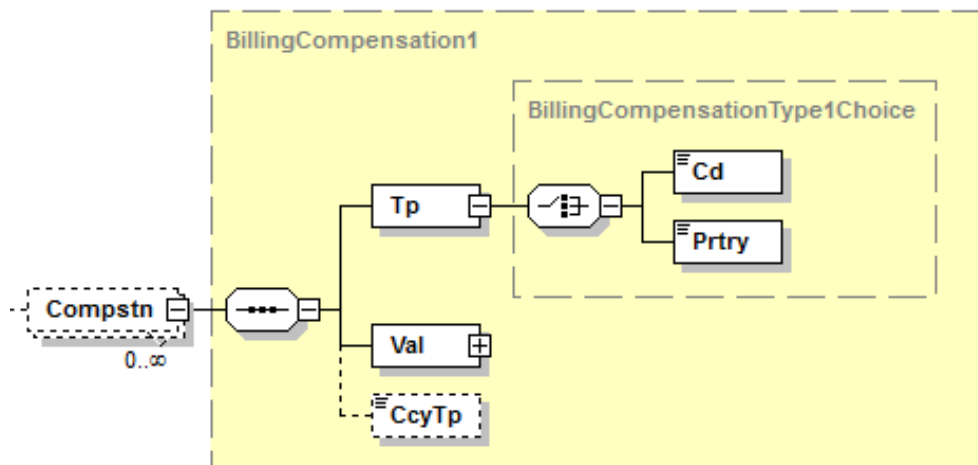 BillingCompensation1
BillingCompensationType1Choice
Cd
Tp
Prtry
Compstn
0..∞
Val
CcyTp